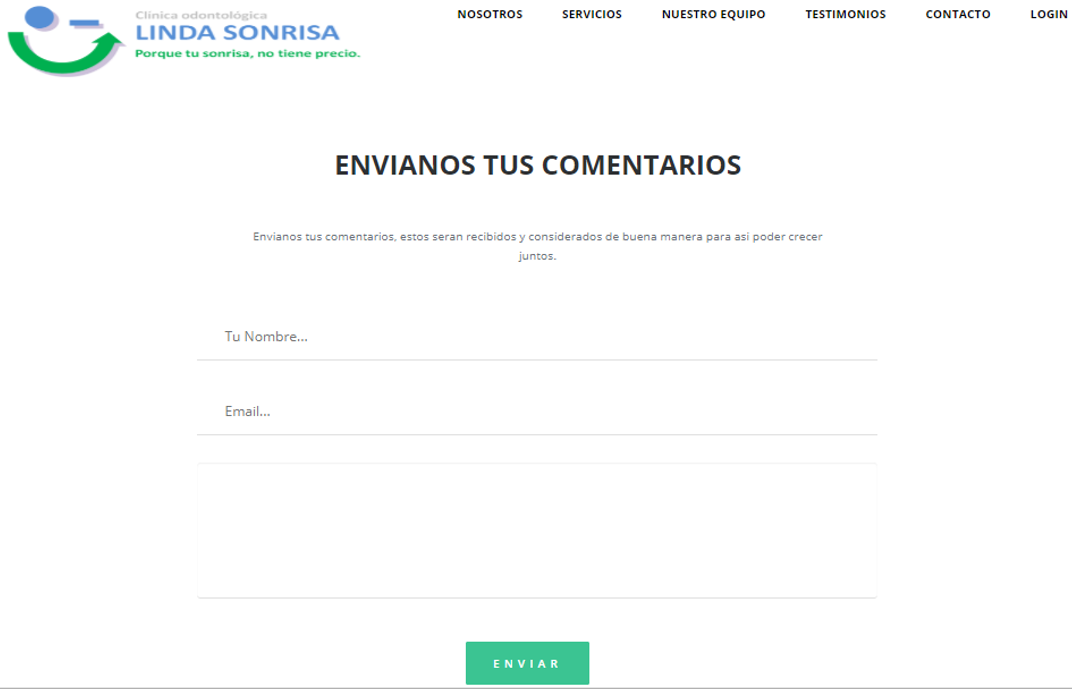 Clínica odontológica
LINDA SONRISA
Porque tu sonrisa, no tiene precio.
NOSOTROS SERVICIOS NUESTRO EQUIPO TESTIMONIOS CONTACTO LOGIN
ENVIANOS TUS COMENTARIOS
Envianos tus comentarios, estos seran recibidos y considerados de buena manera para asi poder crecer
juntos.
Tu Nombre...
Email...
ENVIAR